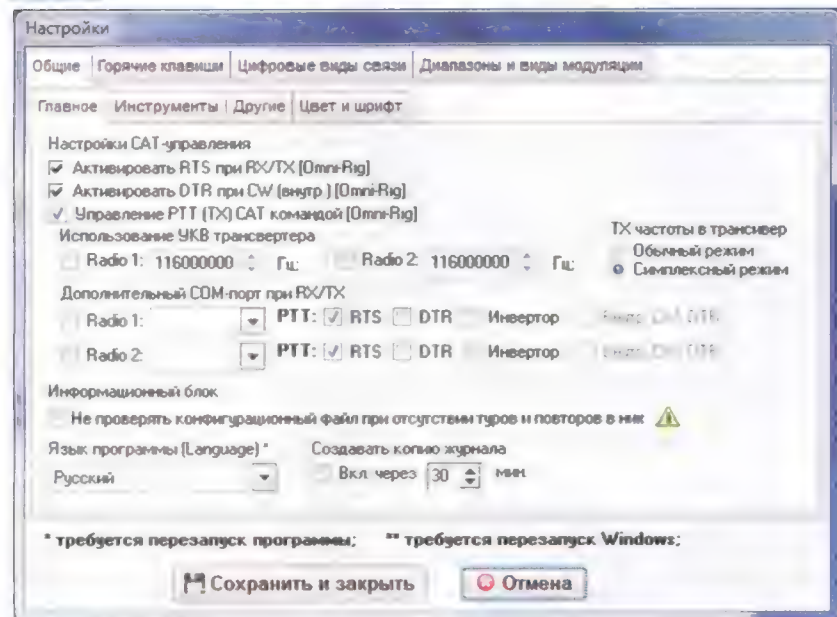 Настройки
Общие Горячие клавиши Цифровые виды связи Диапазоны и виды модуляции
Главное Инструменты Другие Цвет и шрифт
Настройки CAT-управления
Активировать RTS при RX/TX [Omni-Rig]
Активировать DTR при CW (внутр.) [Omni-Rig]
Управление PTT (TX) CAT командой [Omni-Rig]
Использование УКВ трансвертера
TX частоты в трансивер
Radio 1: 116000000 Гц; Radio 2: 116000000 Гц;
Обычный режим
Симплексный режим
Дополнительный COM-порт при RX/TX
Radio 1: PTT: RTS DTR Инвертор CW DTR
Radio 2: PTT: RTS DTR Инвертор CW DTR
Информационный блок
Не проверять конфигурационный файл при отсутствии туров и повторов в них
Язык программы (Language) * Создавать копию журнала
Русский Вкл через 30 мин
* требуется перезапуск программы; ** требуется перезапуск Windows;
Сохранить и закрыть Отмена